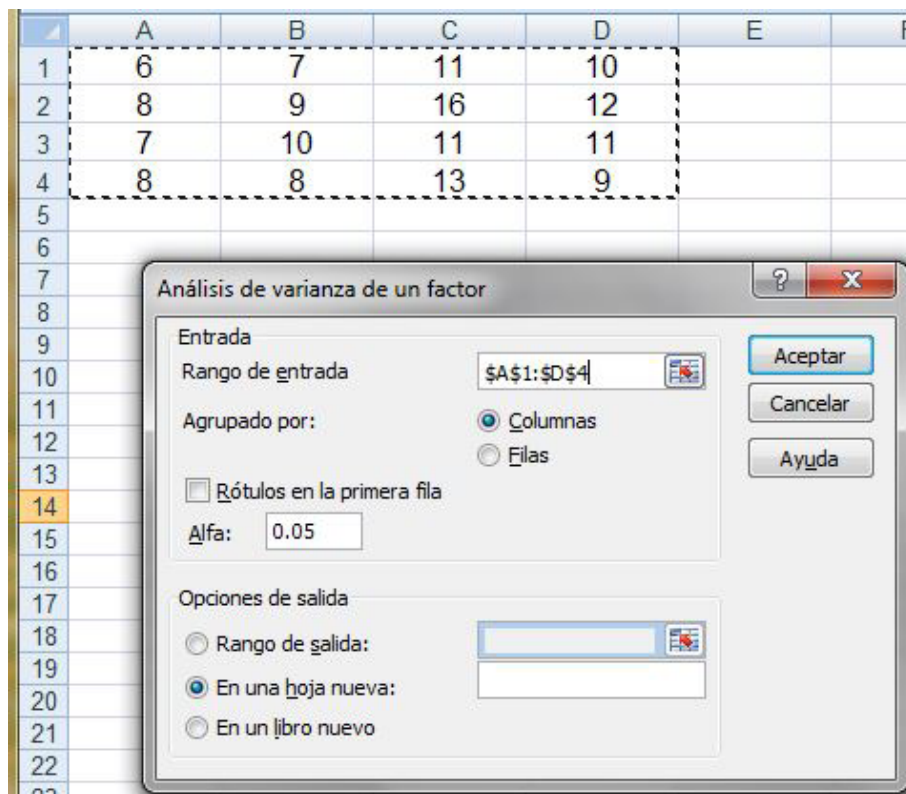 A B C D E F
1 6 7 11 10
2 8 9 16 12
3 7 10 11 11
4 8 8 13 9
5
6
7
8
9
10
11
12
13
14
15
16
17
18
19
20
21
22
23
Análisis de varianza de un factor
?
X
Entrada
Rango de entrada $A$1:$D$4
Aceptar
Agrupado por: Columnas
Cancelar
Filas
Ayuda
Rótulos en la primera fila
Alfa: 0.05
Opciones de salida
Rango de salida:
En una hoja nueva:
En un libro nuevo